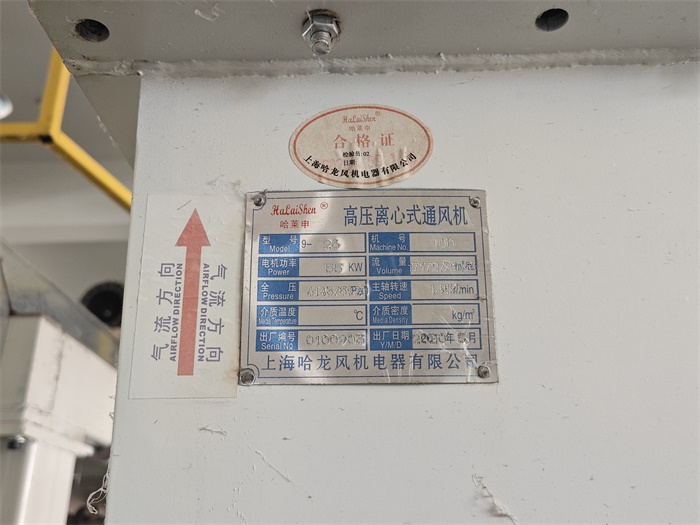 HaLaiShen ®
哈莱申
合格证
检验员:02
日期:
上海哈龙风机电器有限公司
HaLaiShen ®
哈莱申
高压离心式通风机
型 号 9-
Model
机 号
Machine No.
电机功率 KW
Power
流 量
Volume
全 压 Pa
Pressure
主轴转速 r/min
Speed
介质温度 ℃
Media Temperature
介质密度 kg/m³
Media Density
出厂编号
Serial No
出厂日期 年 月
Y/M/D
上海哈龙风机电器有限公司
气流方向
AIRFLOW DIRECTION
AIRFLOW DIRECTION
气流方向